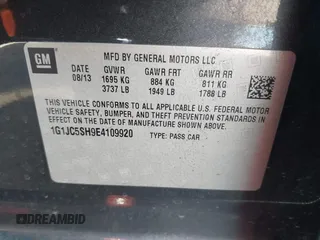 GM
MFD BY GENERAL MOTORS LLC
DATE GVWR GAWR FRT GAWR RR
08/13 1695 KG 884 KG 811 KG
3737 LB 1949 LB 1788 LB
THIS VEHICLE CONFORMS TO ALL APPLICABLE U.S. FEDERAL MOTOR
VEHICLE SAFETY, BUMPER, AND THEFT PREVENTION STANDARDS IN
EFFECT ON THE DATE OF MANUFACTURE SHOWN ABOVE.
1G1JC5SH9E4109920 TYPE: PASS CAR
DREAMBID